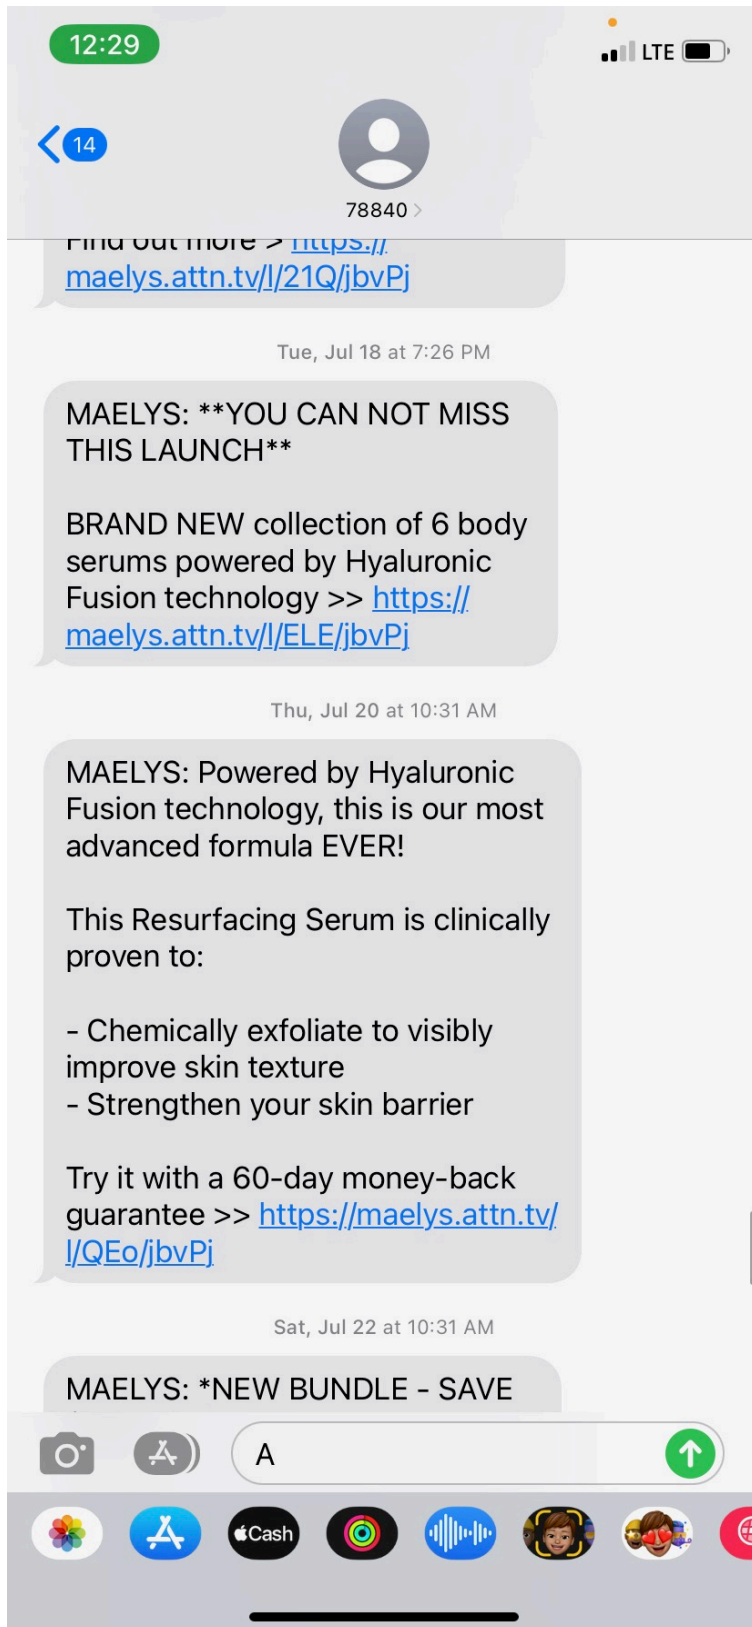 12:29
LTE
14
78840 >
Find out more > https://
maelys.attn.tv/l/21Q/jbvPj
Tue, Jul 18 at 7:26 PM
MAELYS: **YOU CAN NOT MISS
THIS LAUNCH**
BRAND NEW collection of 6 body
serums powered by Hyaluronic
Fusion technology >> https://
maelys.attn.tv/l/ELE/jbvPj
Thu, Jul 20 at 10:31 AM
MAELYS: Powered by Hyaluronic
Fusion technology, this is our most
advanced formula EVER!
This Resurfacing Serum is clinically
proven to:
- Chemically exfoliate to visibly
improve skin texture
- Strengthen your skin barrier
Try it with a 60-day money-back
guarantee >> https://maelys.attn.tv/
l/QEo/jbvPj
Sat, Jul 22 at 10:31 AM
MAELYS: *NEW BUNDLE - SAVE
A
Cash